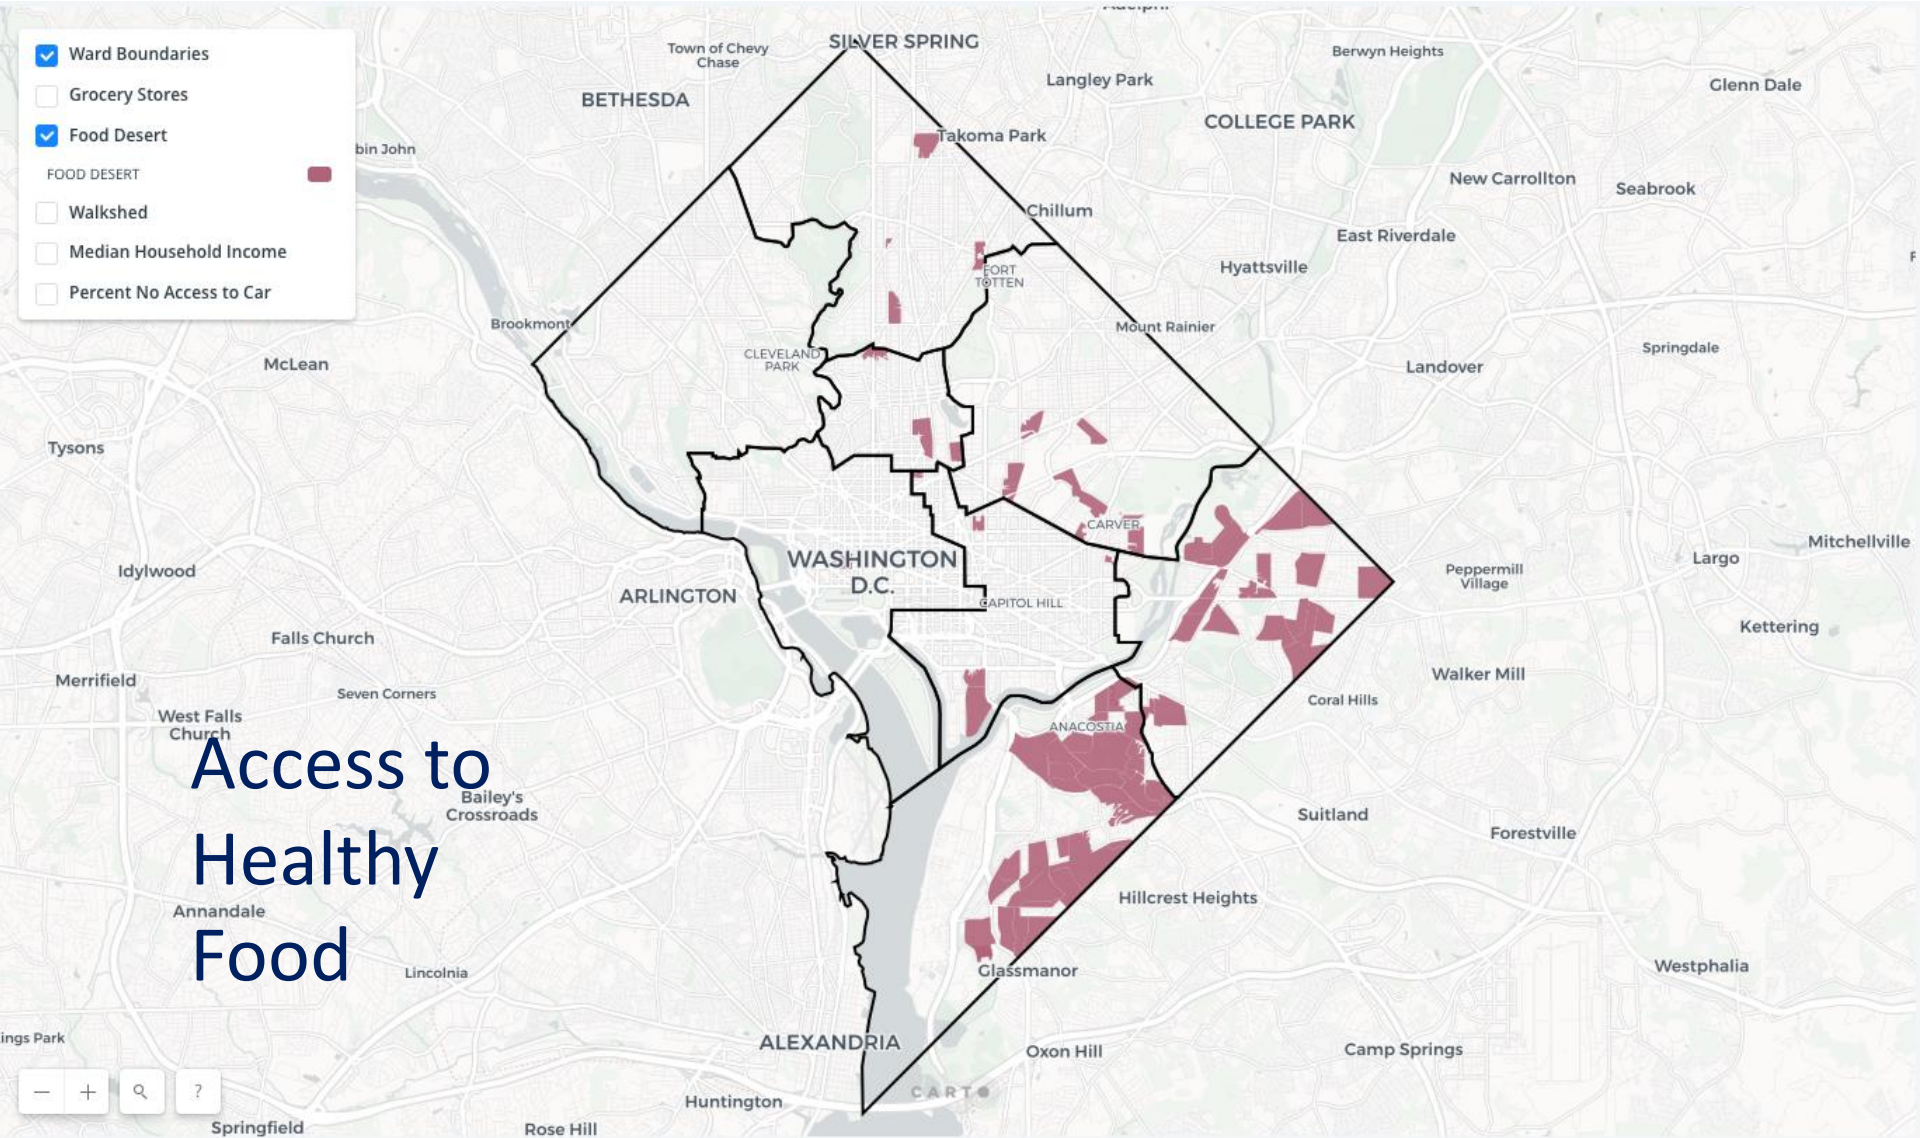 Ward Boundaries
Grocery Stores
Food Desert
FOOD DESERT
Walkshed
Median Household Income
Percent No Access to Car
Adelphi
SILVER SPRING
Town of Chevy
Chase
Berwyn Heights
Langley Park
Glenn Dale
BETHESDA
COLLEGE PARK
Takoma Park
bin John
New Carrollton
Seabrook
Chillum
East Riverdale
Hyattsville
FORT
TOTTEN
Brookmont
Mount Rainier
Springdale
CLEVELAND
PARK
McLean
Landover
Tysons
CARVER
Mitchellville
WASHINGTON
D.C.
Largo
Idylwood
Peppermill
Village
ARLINGTON
CAPITOL HILL
Kettering
Falls Church
Walker Mill
Merrifield
Seven Corners
Coral Hills
West Falls
Church
ANACOSTIA
Access to
Healthy
Food
Bailey's
Crossroads
Suitland
Forestville
Hillcrest Heights
Annandale
Lincolnia
Glassmanor
Westphalia
ings Park
ALEXANDRIA
Oxon Hill
Camp Springs
− + ?
CARTO
Huntington
Springfield
Rose Hill